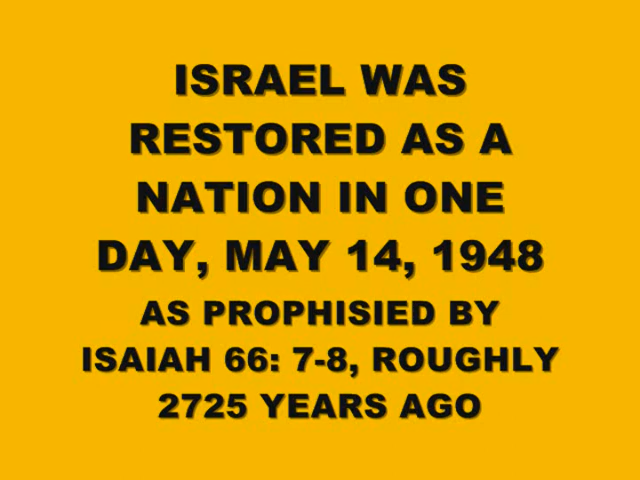 ISRAEL WAS
RESTORED AS A
NATION IN ONE
DAY, MAY 14, 1948
AS PROPHISIED BY
ISAIAH 66: 7-8, ROUGHLY
2725 YEARS AGO